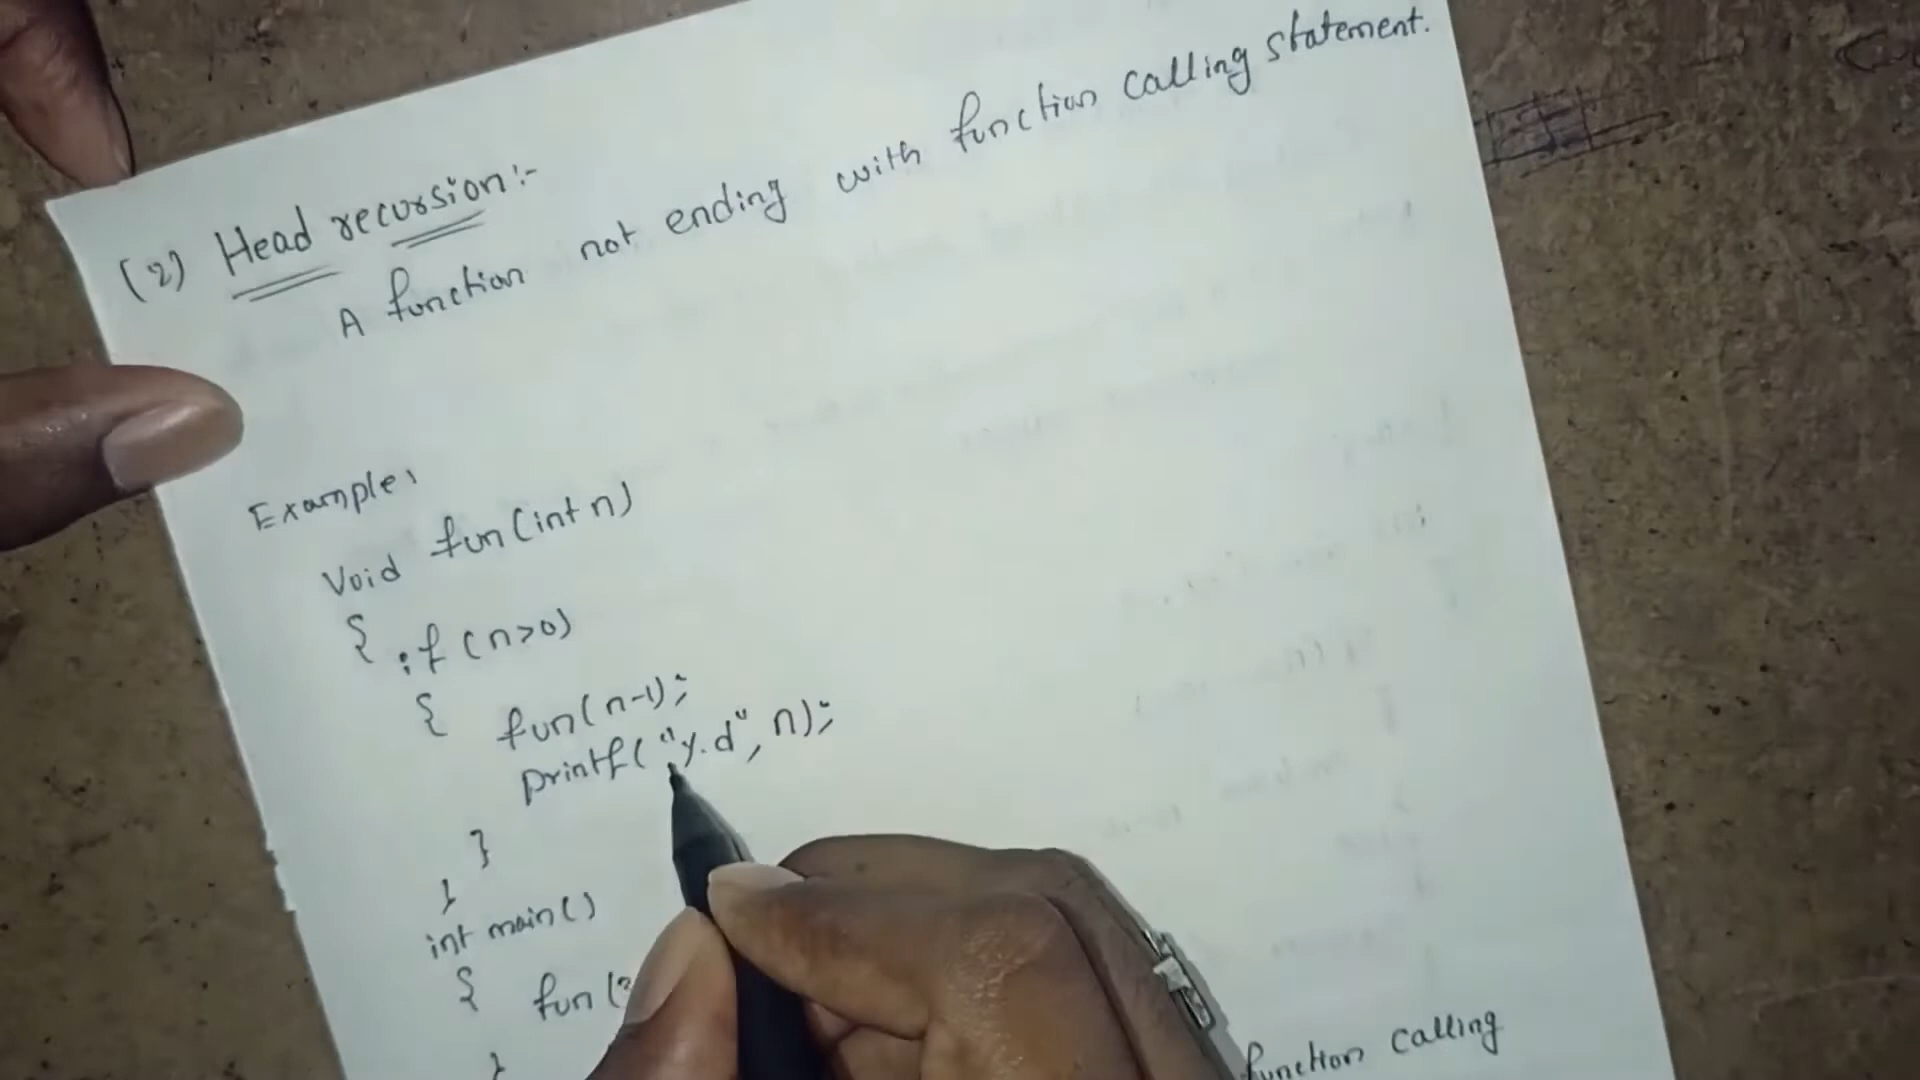 (2) Head recursion:-
A function not ending with function calling statement.
Example:
Void fun(int n)
{ if (n>0)
{ fun(n-1);
printf("%d", n);
}
}
int main()
{ fun(
}
function calling